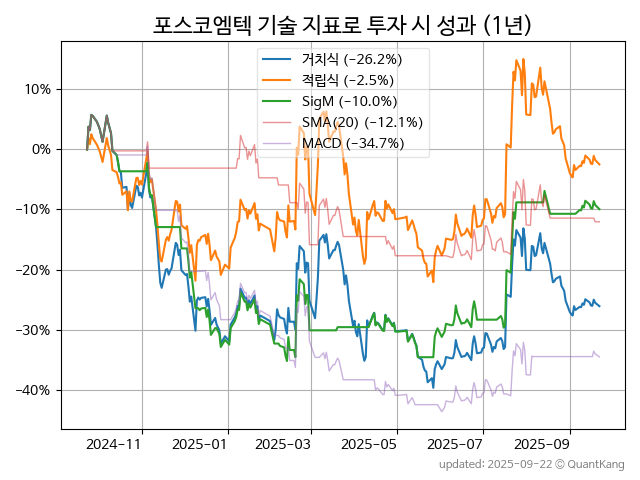 포스코엠텍 기술 지표로 투자 시 성과 (1년)
거치식 (−26.2%)
적립식 (−2.5%)
SigM (−10.0%)
SMA(20) (−12.1%)
MACD (−34.7%)
10%
0%
−10%
−20%
−30%
−40%
2024-11 2025-01 2025-03 2025-05 2025-07 2025-09
updated: 2025-09-22 © QuantKang